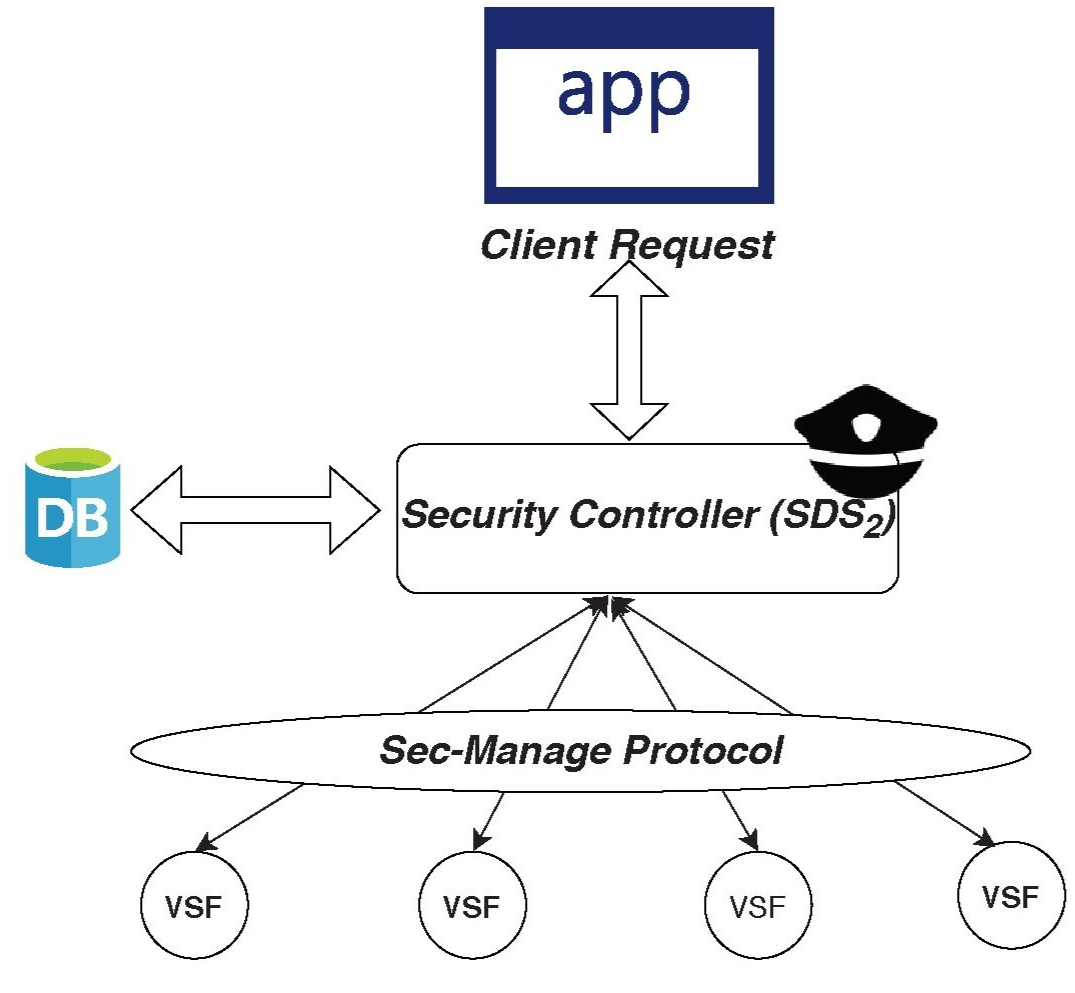 app
Client Request
DB
Security Controller (SDS₂)
Sec-Manage Protocol
VSF
VSF
VSF
VSF